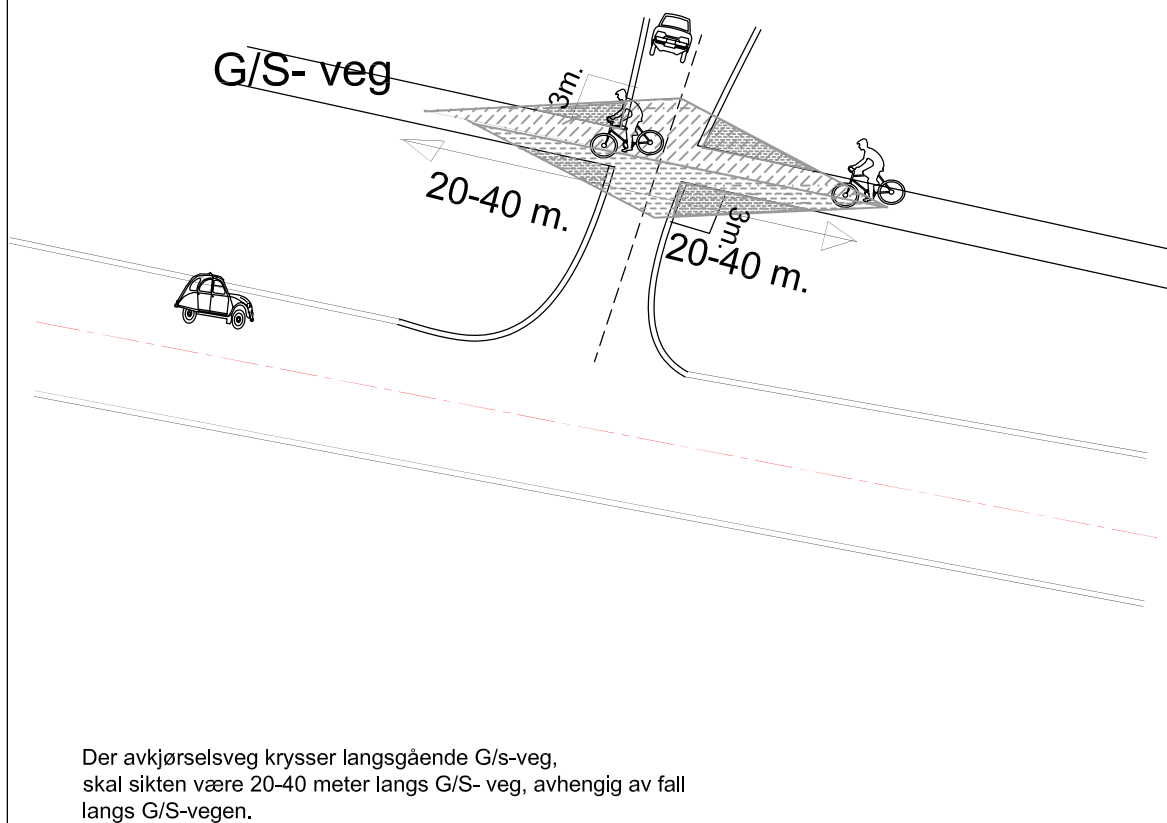 G/S- veg
3m.
20-40 m.
3m.
20-40 m.
Der avkjørselsveg krysser langsgående G/s-veg,
skal sikten være 20-40 meter langs G/S- veg, avhengig av fall
langs G/S-vegen.